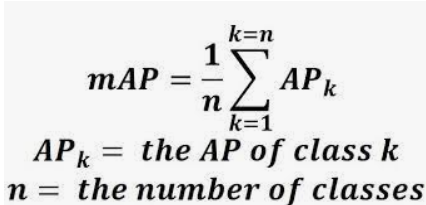 k=n
mAP = 1/n ∑ AP_k
k=1
AP_k = the AP of class k
n = the number of classes